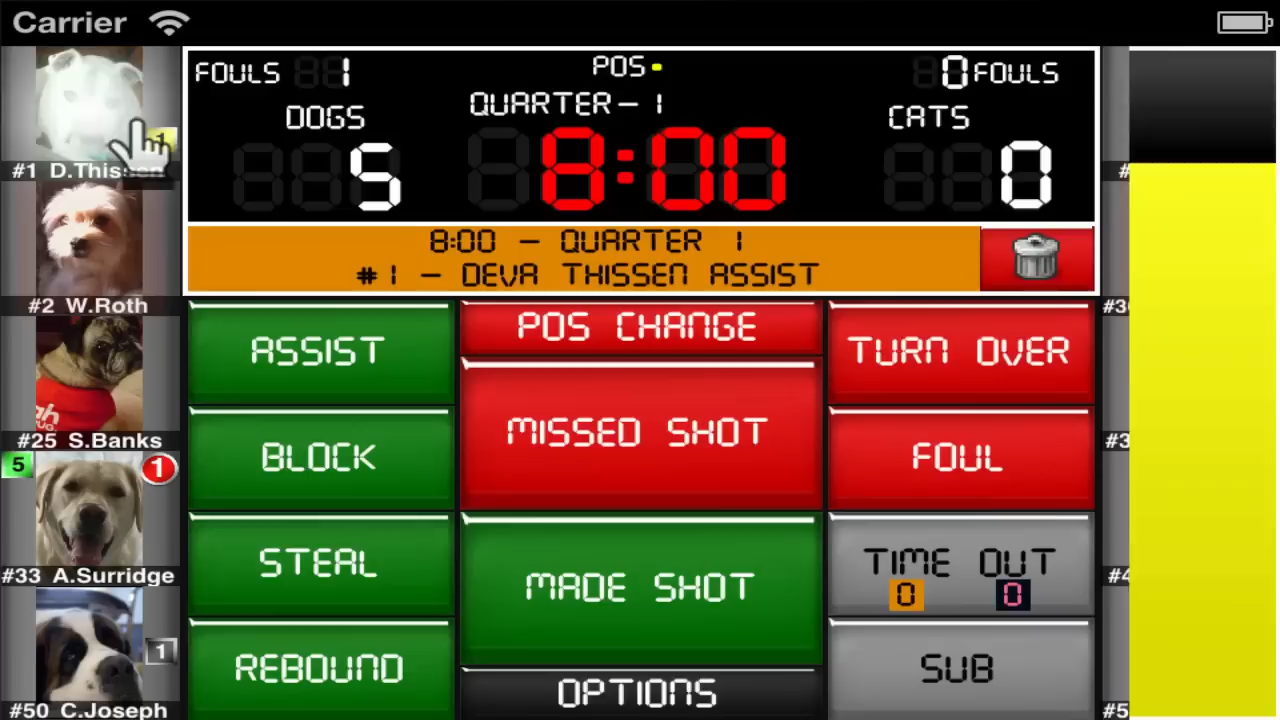 Carrier
FOULS 1
POS
0 FOULS
DOGS
QUARTER- 1
CATS
5
8:00
0
8:00 - QUARTER 1
#1 - DEVA THISSEN ASSIST
1
#1 D.Thissen
#2 W.Roth
#25 S.Banks
5
1
#33 A.Surridge
1
#50 C.Joseph
ASSIST
BLOCK
STEAL
REBOUND
POS CHANGE
MISSED SHOT
MADE SHOT
OPTIONS
TURN OVER
FOUL
TIME OUT
0 0
SUB
#
#3
#4
#5